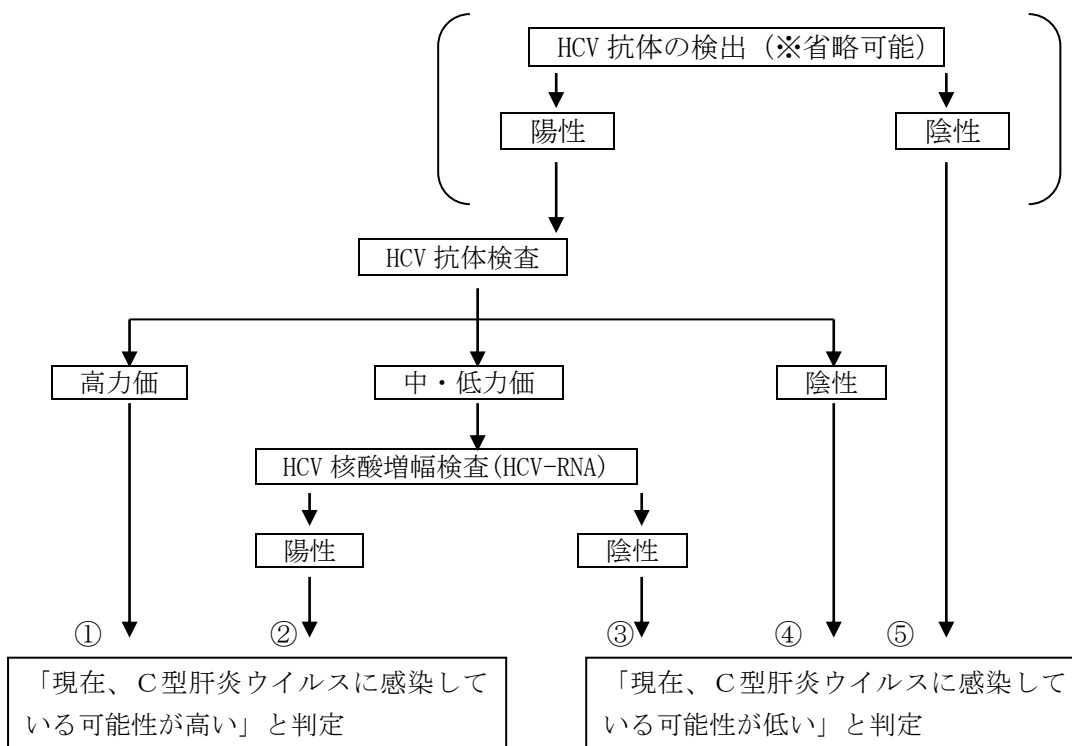 HCV 抗体の検出（※省略可能）
陽性
陰性
HCV 抗体検査
高力価
中・低力価
陰性
HCV 核酸増幅検査(HCV-RNA)
陽性
陰性
①
②
③
④
⑤
「現在、Ｃ型肝炎ウイルスに感染して
いる可能性が高い」と判定
「現在、Ｃ型肝炎ウイルスに感染して
いる可能性が低い」と判定